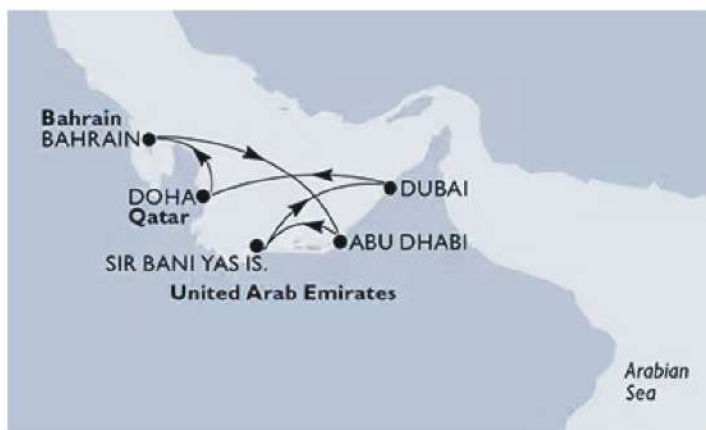 Bahrain
BAHRAIN
DOHA
Qatar
DUBAI
SIR BANI YAS IS.
ABU DHABI
United Arab Emirates
Arabian
Sea